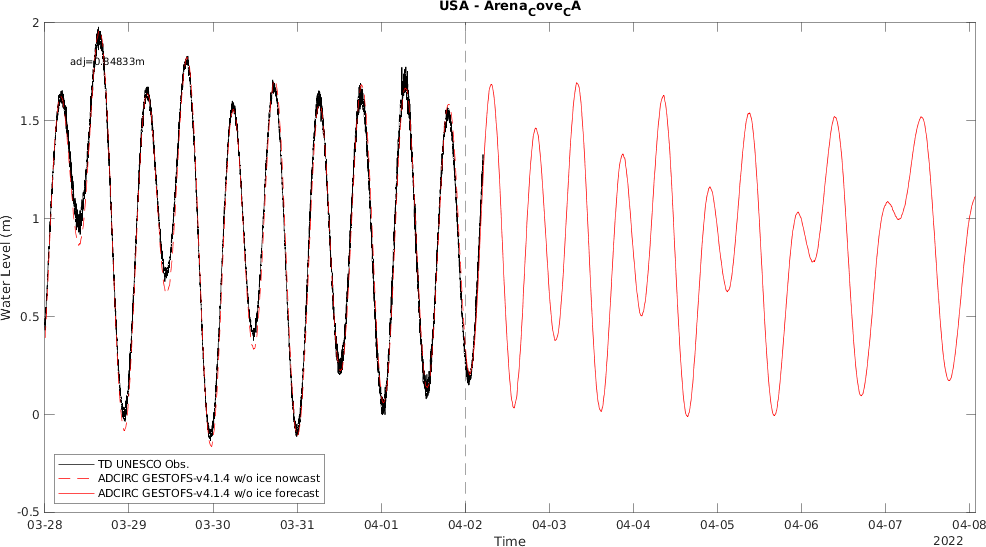 USA - ArenaCoveCA
adj=0.34833m
2
1.5
1
0.5
0
-0.5
Water Level (m)
TD UNESCO Obs.
ADCIRC GESTOFS-v4.1.4 w/o ice nowcast
ADCIRC GESTOFS-v4.1.4 w/o ice forecast
03-28 03-29 03-30 03-31 04-01 04-02 04-03 04-04 04-05 04-06 04-07 04-08
Time
2022